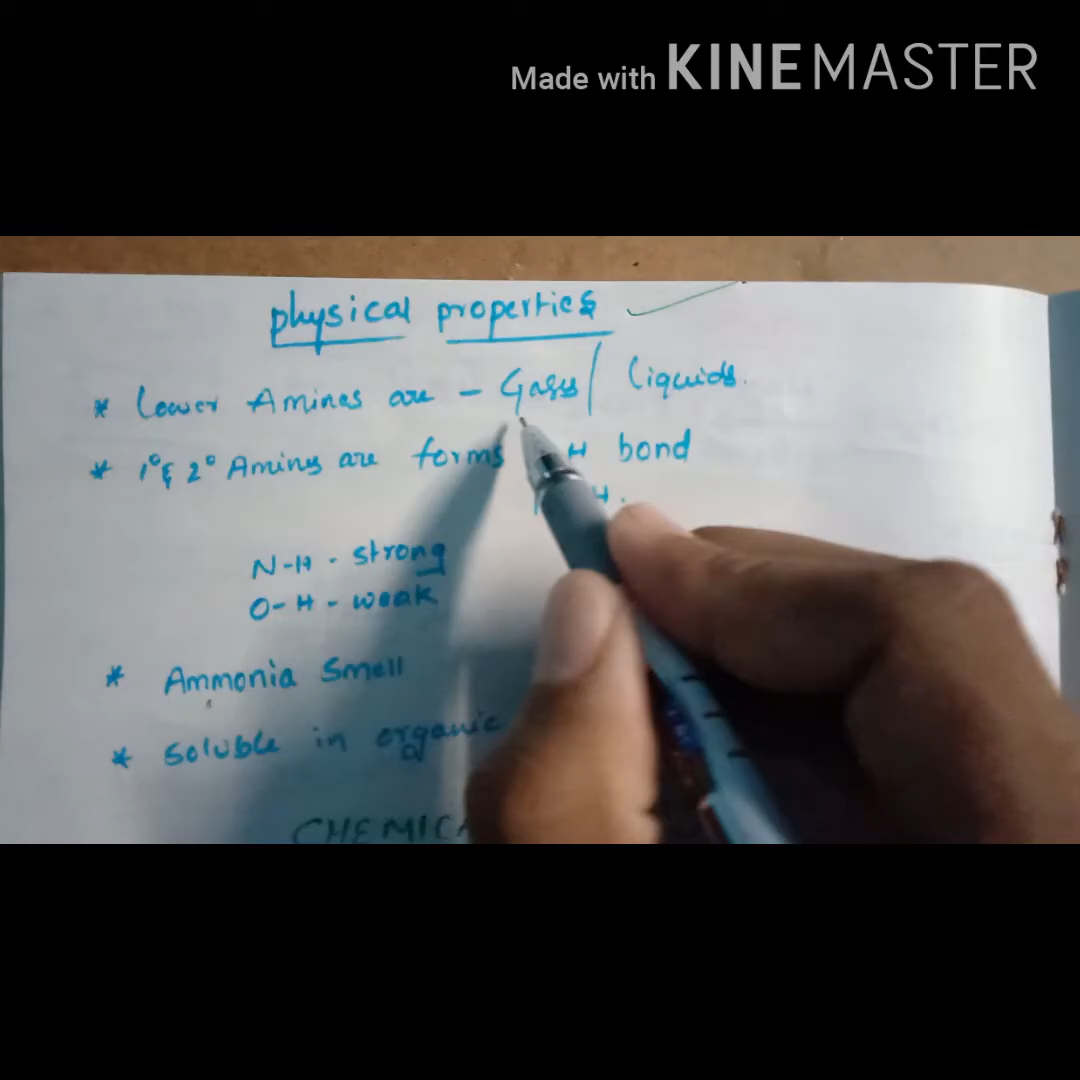 Made with KINEMASTER
physical properties
* Lower Amines are - Gases/ liquids.
* 1° & 2° Amines are forms H bond
H.
N-H - strong
O-H - weak
* Ammonia Smell
* Soluble in organic
CHEMICA